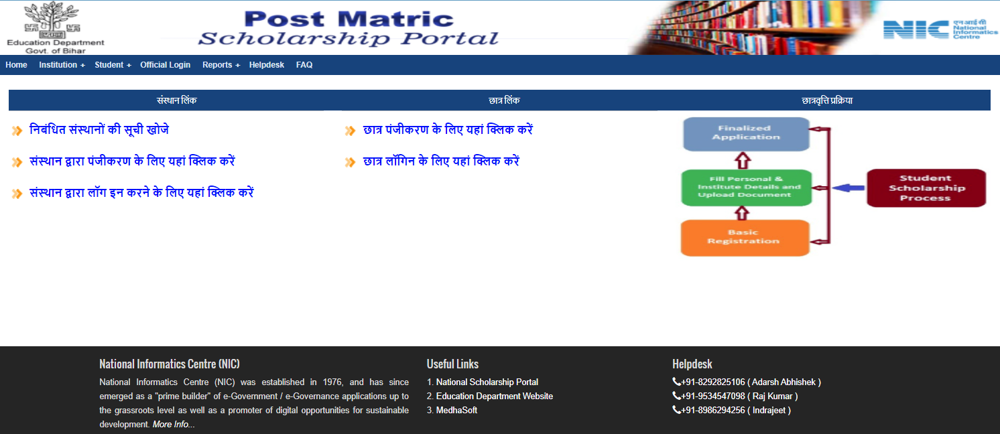 Education Department
Govt. of Bihar
Post Matric
Scholarship Portal
NIC
एन आई सी
National
Informatics
Centre
Home Institution + Student + Official Login Reports + Helpdesk FAQ
संस्थान लिंक
निबंधित संस्थानों की सूची खोजे
संस्थान द्वारा पंजीकरण के लिए यहां क्लिक करें
संस्थान द्वारा लॉग इन करने के लिए यहां क्लिक करें
छात्र लिंक
छात्र पंजीकरण के लिए यहां क्लिक करें
छात्र लॉगिन के लिए यहां क्लिक करें
छात्रवृत्ति प्रक्रिया
Finalized
Application
Fill Personal &
Institute Details and
Upload Document
Basic
Registration
Student
Scholarship
Process
National Informatics Centre (NIC)
National Informatics Centre (NIC) was established in 1976, and has since
emerged as a "prime builder" of e-Government / e-Governance applications up to
the grassroots level as well as a promoter of digital opportunities for sustainable
development. More Info...
Useful Links
1. National Scholarship Portal
2. Education Department Website
3. MedhaSoft
Helpdesk
+91-8292825106 ( Adarsh Abhishek )
+91-9534547098 ( Raj Kumar )
+91-8986294256 ( Indrajeet )